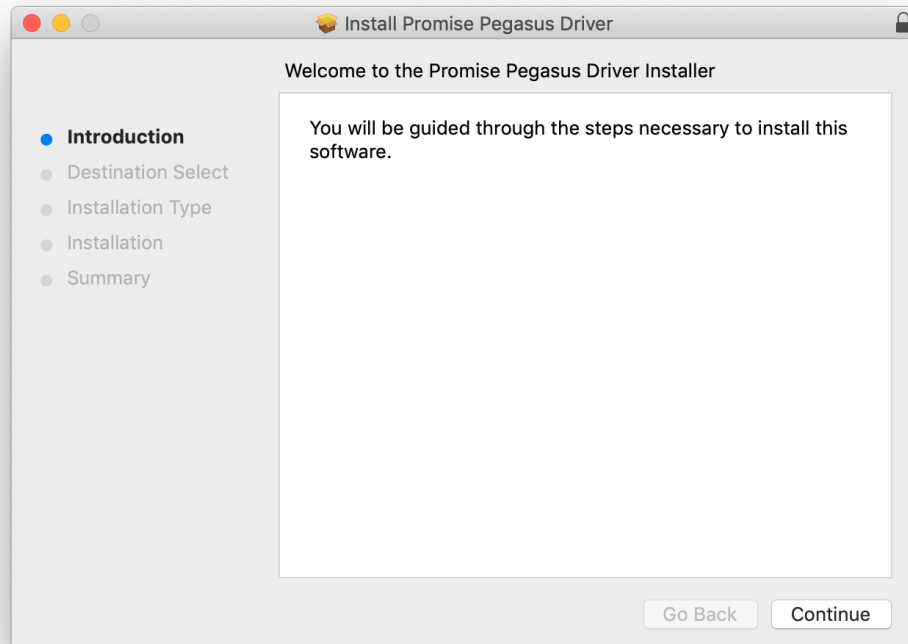 Install Promise Pegasus Driver
Welcome to the Promise Pegasus Driver Installer
Introduction
Destination Select
Installation Type
Installation
Summary
You will be guided through the steps necessary to install this
software.
Go Back
Continue